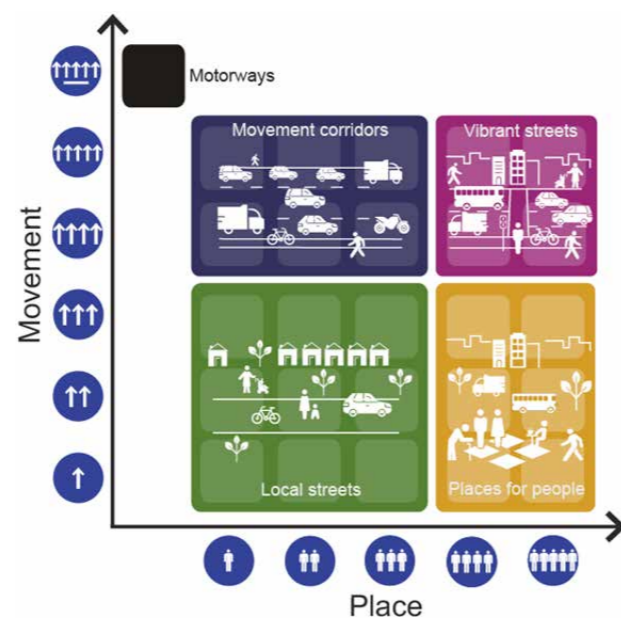 Motorways
Movement corridors
Vibrant streets
Movement
Local streets
Places for people
Place